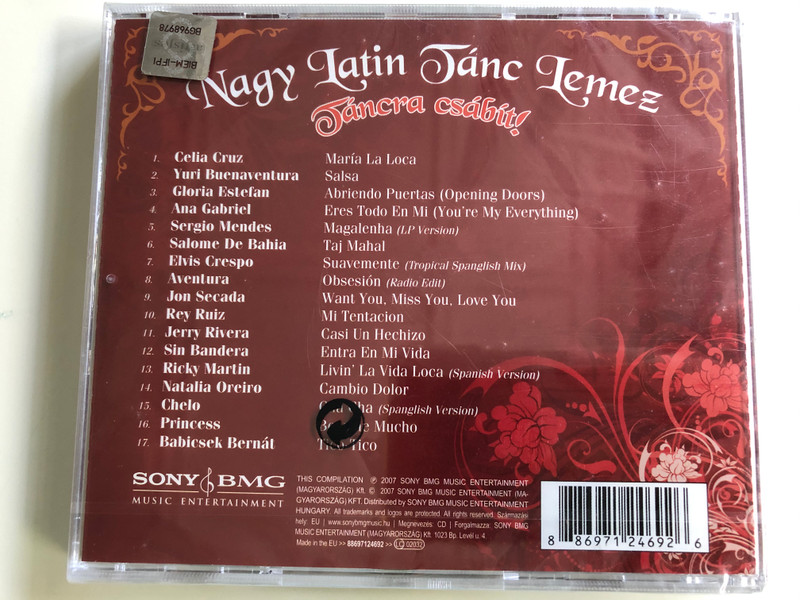 BIEM-IFPI
BG968978
Nagy Latin Tánc Lemez
Táncra csábít!
1. Celia Cruz María La Loca
2. Yuri Buenaventura Salsa
3. Gloria Estefan Abriendo Puertas (Opening Doors)
4. Ana Gabriel Eres Todo En Mi (You're My Everything)
5. Sergio Mendes Magalenha (LP Version)
6. Salome De Bahia Taj Mahal
7. Elvis Crespo Suavemente (Tropical Spanglish Mix)
8. Aventura Obsesión (Radio Edit)
9. Jon Secada Want You, Miss You, Love You
10. Rey Ruiz Mi Tentacion
11. Jerry Rivera Casi Un Hechizo
12. Sin Bandera Entra En Mi Vida
13. Ricky Martin Livin' La Vida Loca (Spanish Version)
14. Natalia Oreiro Cambio Dolor
15. Chelo Cha (Spanglish Version)
16. Princess Mucho
17. Babicsek Bernát Tico
SONY BMG
MUSIC ENTERTAINMENT
THIS COMPILATION ℗ 2007 SONY BMG MUSIC ENTERTAINMENT
(MAGYARORSZÁG) Kft. © 2007 SONY BMG MUSIC ENTERTAINMENT (MA-
GYARORSZÁG) KFT. Distributed by SONY BMG MUSIC ENTERTAINMENT
HUNGARY. All trademarks and logos are protected. All rights reserved. Származási
hely: EU | www.sonybmgmusic.hu | Megnevezés: CD | Forgalmazza: SONY BMG
MUSIC ENTERTAINMENT (MAGYARORSZÁG) Kft. 1023 Bp. Levél u. 4.
Made in the EU >> 88697124692 >> LC 02032
8 86971 24692 6